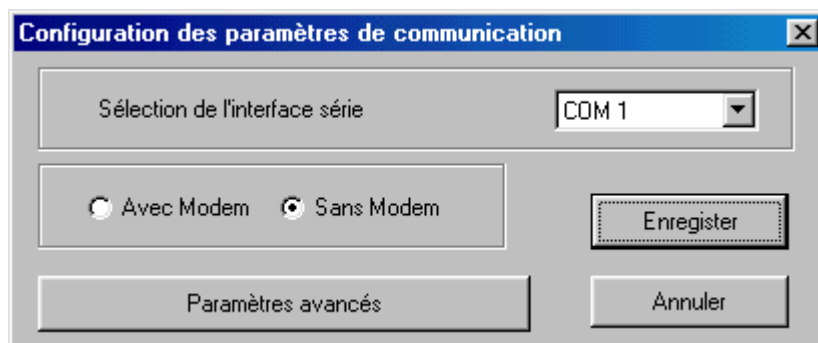 Configuration des paramètres de communication
Sélection de l'interface série
COM 1
Avec Modem
Sans Modem
Enregister
Paramètres avancés
Annuler